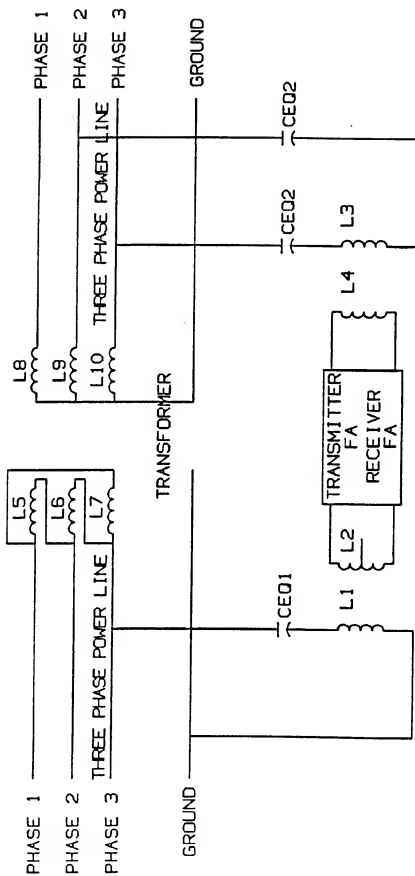 PHASE 1
PHASE 2
PHASE 3
GROUND
THREE PHASE POWER LINE
L5
L6
L7
TRANSFORMER
L8
L9
L10
THREE PHASE POWER LINE
PHASE 1
PHASE 2
PHASE 3
GROUND
CEQ1
L1
L2
TRANSMITTER
FA
RECEIVER
FA
L4
L3
CEQ2
CEQ2